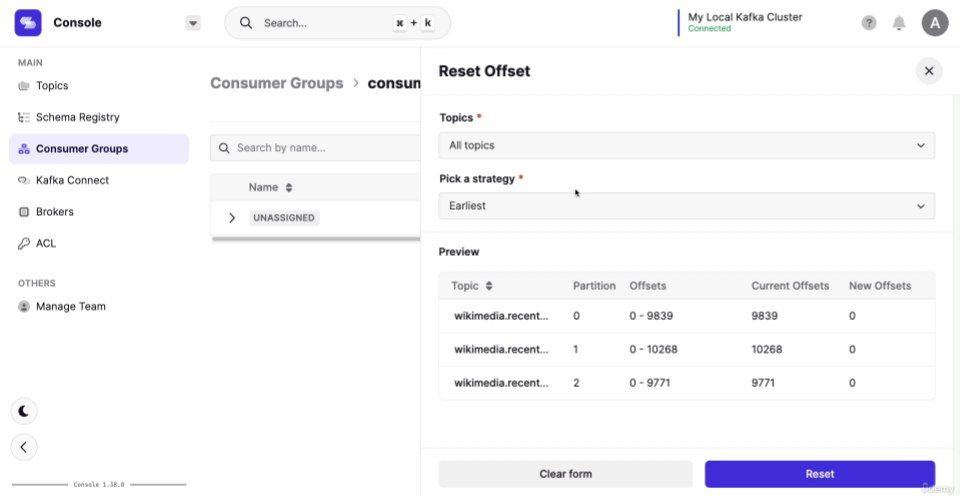 Console
Search...
⌘ + k
My Local Kafka Cluster
Connected
?
A
MAIN
Topics
Schema Registry
Consumer Groups
Kafka Connect
Brokers
ACL
OTHERS
Manage Team
Console 1.38.0
Consumer Groups > consun
Search by name...
Name
UNASSIGNED
Reset Offset
Topics *
All topics
Pick a strategy *
Earliest
Preview
Topic Partition Offsets Current Offsets New Offsets
wikimedia.recent... 0 0 - 9839 9839 0
wikimedia.recent... 1 0 - 10268 10268 0
wikimedia.recent... 2 0 - 9771 9771 0
Clear form
Reset
Udemy